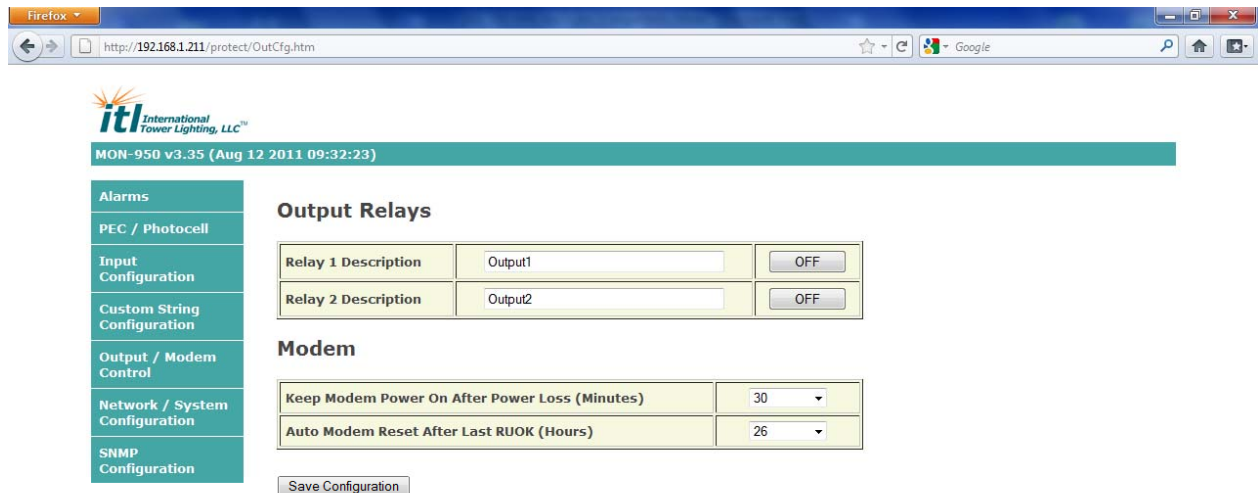 Firefox
http://192.168.1.211/protect/OutCfg.htm
Google
itl International
Tower Lighting, LLC™
MON-950 v3.35 (Aug 12 2011 09:32:23)
Alarms
PEC / Photocell
Input
Configuration
Custom String
Configuration
Output / Modem
Control
Network / System
Configuration
SNMP
Configuration
Output Relays
Relay 1 Description Output1 OFF
Relay 2 Description Output2 OFF
Modem
Keep Modem Power On After Power Loss (Minutes) 30
Auto Modem Reset After Last RUOK (Hours) 26
Save Configuration